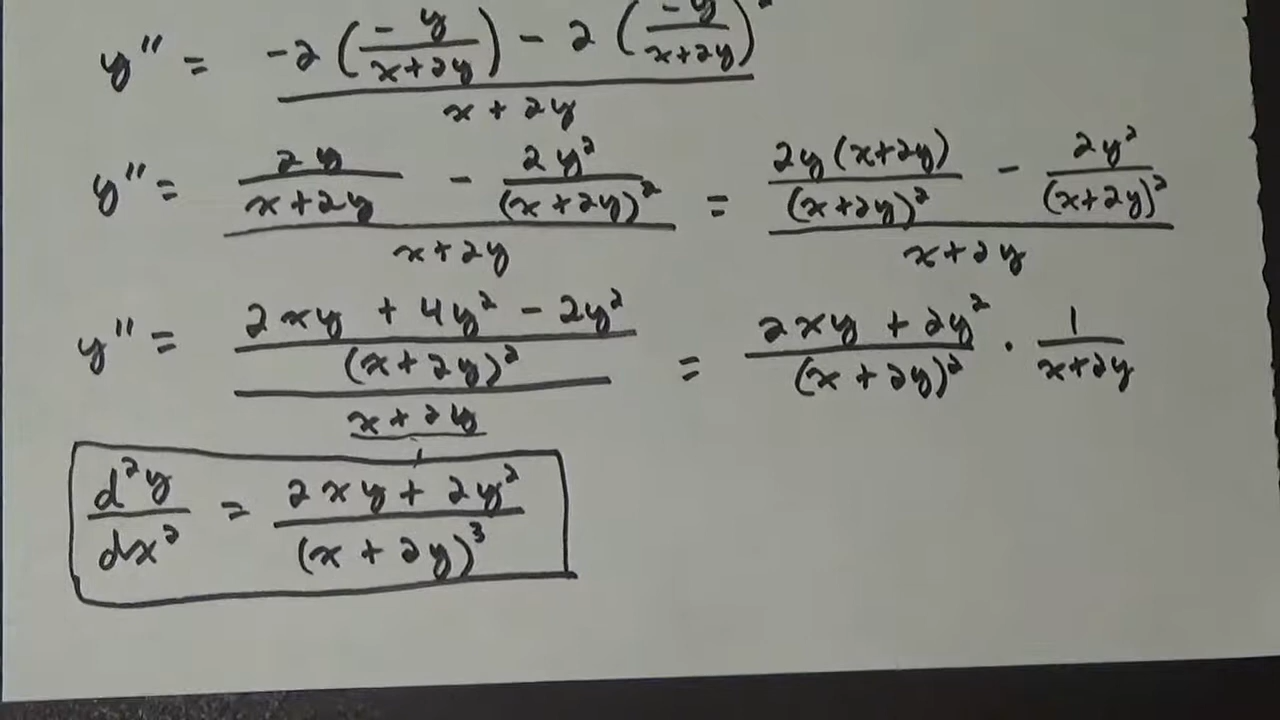 y'' = (-2(-y/(x+2y)) - 2(-y/(x+2y))²)/(x+2y)
y'' = (2y/(x+2y) - 2y²/(x+2y)²)/(x+2y) = (2y(x+2y)/(x+2y)² - 2y²/(x+2y)²)/(x+2y)
y'' = ((2xy + 4y² - 2y²)/(x+2y)²)/((x+2y)/1) = (2xy + 2y²)/(x+2y)² · 1/(x+2y)
d²y/dx² = (2xy + 2y²)/(x+2y)³